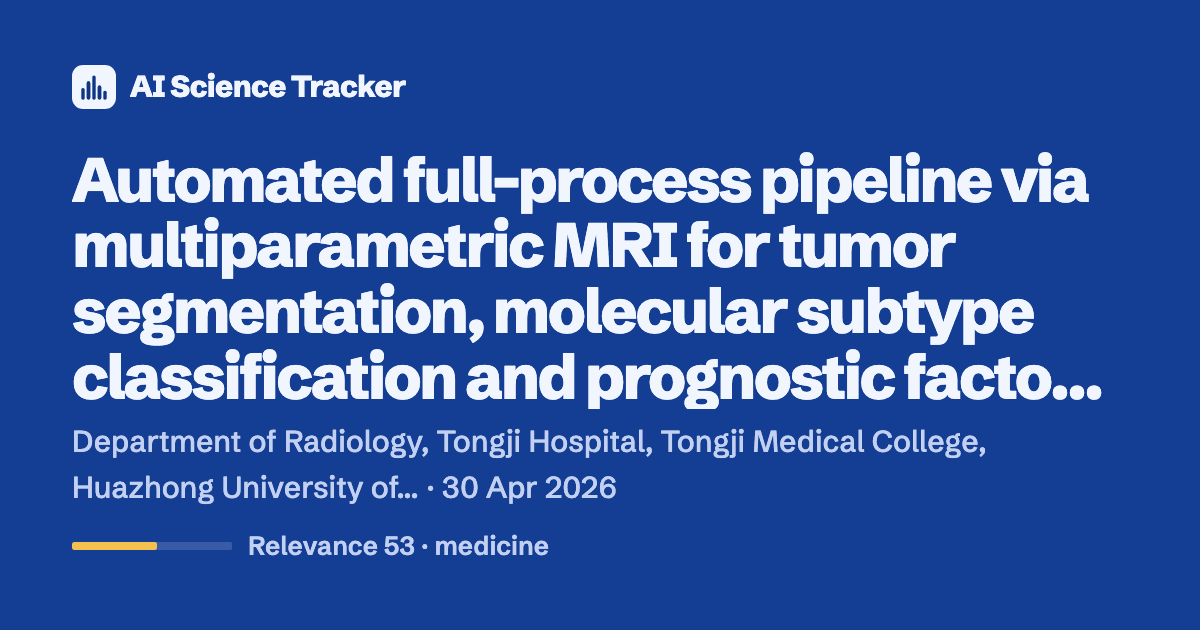 AI Science Tracker
Automated full-process pipeline via
multiparametric MRI for tumor
segmentation, molecular subtype
classification and prognostic facto...
Department of Radiology, Tongji Hospital, Tongji Medical College,
Huazhong University of... · 30 Apr 2026
Relevance 53 · medicine